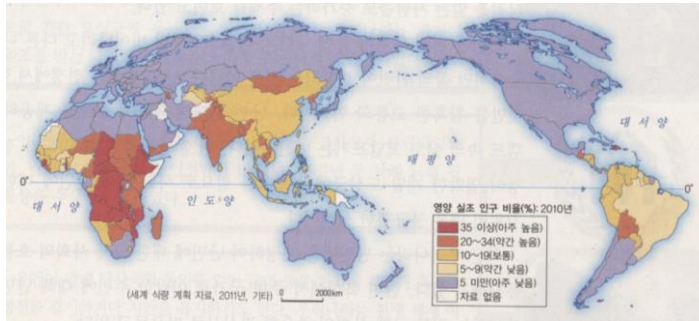 대 서 양
태 평 양
0°
0°
대 서 양
인 도 양
영양 실조 인구 비율(%): 2010년
35 이상(아주 높음)
20~34(약간 높음)
10~19(보통)
5~9(약간 낮음)
5 미만(아주 낮음)
자료 없음
(세계 식량 계획 자료, 2011년, 기타)
0 2000km